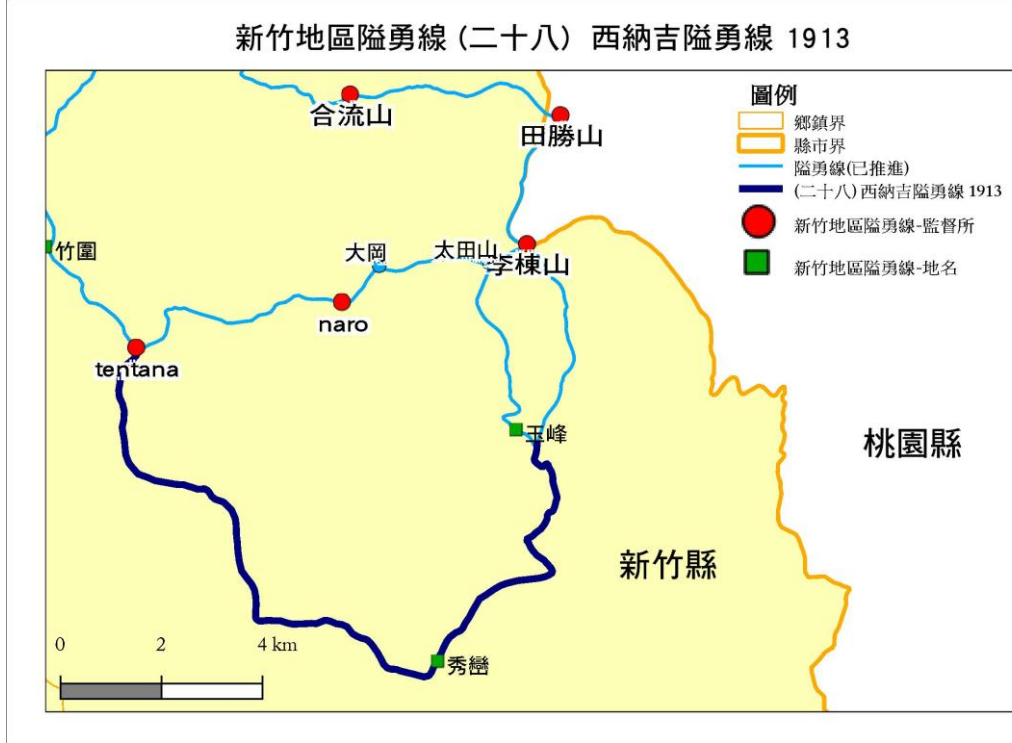 新竹地區隘勇線 (二十八) 西納吉隘勇線 1913
圖例
鄉鎮界
縣市界
隘勇線(已推進)
(二十八) 西納吉隘勇線 1913
新竹地區隘勇線-監督所
新竹地區隘勇線-地名
合流山
田勝山
竹圍
大岡
太田山
李棟山
naro
tentana
玉峰
桃園縣
新竹縣
秀巒
0 2 4 km